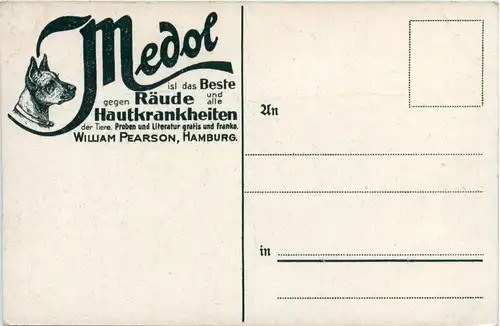 Medol
ist das Beste
gegen Räude und alle
Hautkrankheiten
der Tiere. Proben und Literatur gratis und franko.
WILLIAM PEARSON, HAMBURG.
An
in